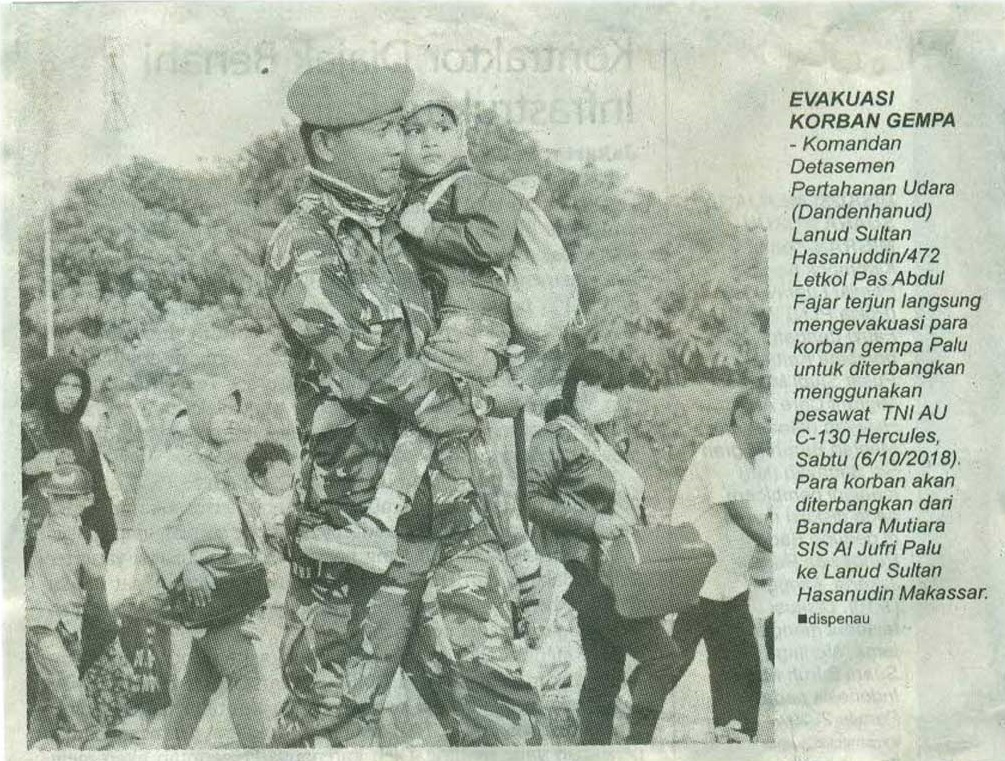 EVAKUASI
KORBAN GEMPA
- Komandan
Detasemen
Pertahanan Udara
(Dandenhanud)
Lanud Sultan
Hasanuddin/472
Letkol Pas Abdul
Fajar terjun langsung
mengevakuasi para
korban gempa Palu
untuk diterbangkan
menggunakan
pesawat TNI AU
C-130 Hercules,
Sabtu (6/10/2018).
Para korban akan
diterbangkan dari
Bandara Mutiara
SIS Al Jufri Palu
ke Lanud Sultan
Hasanudin Makassar.
■dispenau